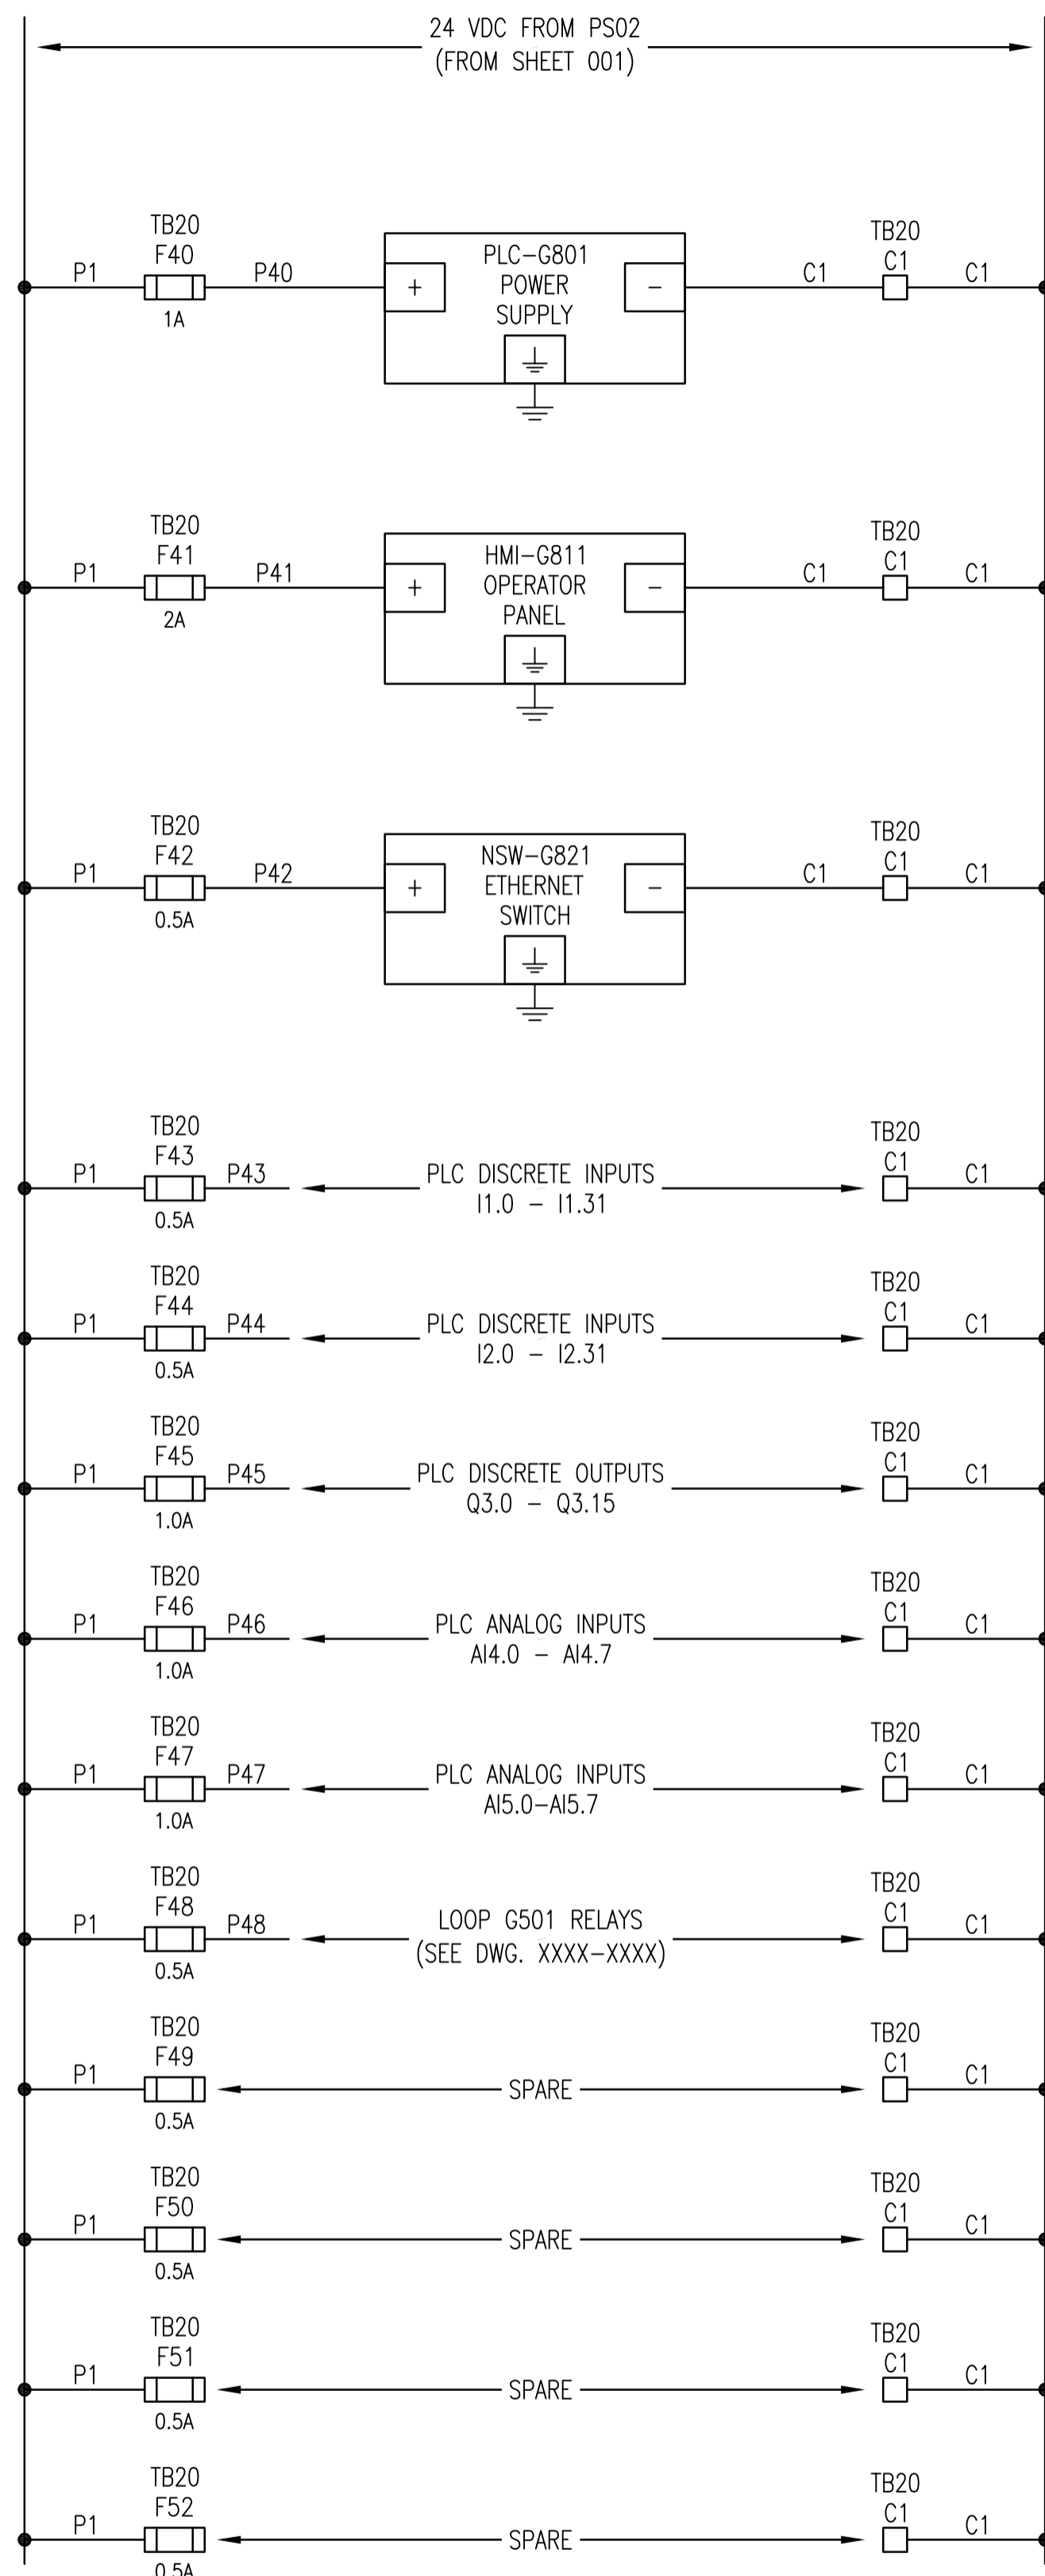 24 VDC FROM PS02
(FROM SHEET 001)
TB20
F40
P1
1A
P40
+
PLC-G801
POWER
SUPPLY
-
C1
TB20
C1
C1
TB20
F41
P1
2A
P41
+
HMI-G811
OPERATOR
PANEL
-
C1
TB20
C1
C1
TB20
F42
P1
0.5A
P42
+
NSW-G821
ETHERNET
SWITCH
-
C1
TB20
C1
C1
TB20
F43
P1
0.5A
P43
PLC DISCRETE INPUTS
I1.0 - I1.31
TB20
C1
C1
TB20
F44
P1
0.5A
P44
PLC DISCRETE INPUTS
I2.0 - I2.31
TB20
C1
C1
TB20
F45
P1
1.0A
P45
PLC DISCRETE OUTPUTS
Q3.0 - Q3.15
TB20
C1
C1
TB20
F46
P1
1.0A
P46
PLC ANALOG INPUTS
AI4.0 - AI4.7
TB20
C1
C1
TB20
F47
P1
1.0A
P47
PLC ANALOG INPUTS
AI5.0-AI5.7
TB20
C1
C1
TB20
F48
P1
0.5A
P48
LOOP G501 RELAYS
(SEE DWG. XXXX-XXXX)
TB20
C1
C1
TB20
F49
P1
0.5A
SPARE
TB20
C1
C1
TB20
F50
P1
0.5A
SPARE
TB20
C1
C1
TB20
F51
P1
0.5A
SPARE
TB20
C1
C1
TB20
F52
P1
0.5A
SPARE
TB20
C1
C1